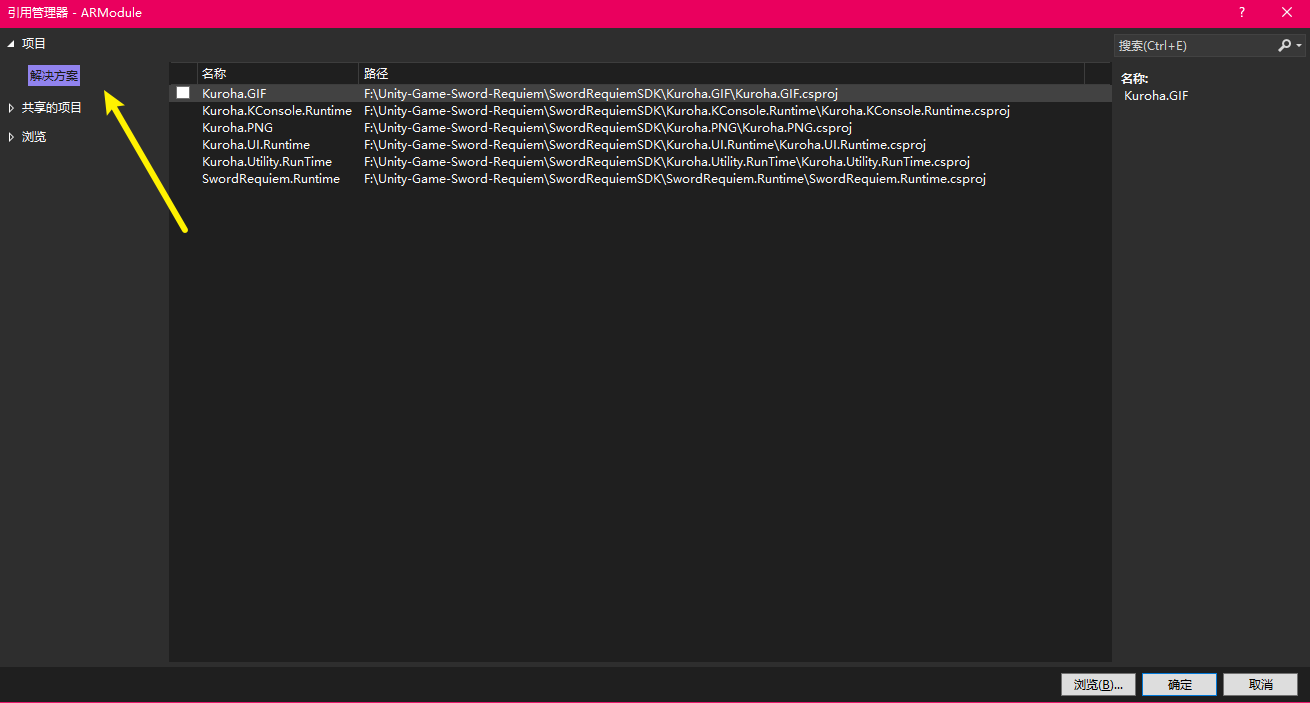 引用管理器 - ARModule
? 
项目
解决方案
共享的项目
浏览
名称 路径
Kuroha.GIF F:\Unity-Game-Sword-Requiem\SwordRequiemSDK\Kuroha.GIF\Kuroha.GIF.csproj
Kuroha.KConsole.Runtime F:\Unity-Game-Sword-Requiem\SwordRequiemSDK\Kuroha.KConsole.Runtime\Kuroha.KConsole.Runtime.csproj
Kuroha.PNG F:\Unity-Game-Sword-Requiem\SwordRequiemSDK\Kuroha.PNG\Kuroha.PNG.csproj
Kuroha.UI.Runtime F:\Unity-Game-Sword-Requiem\SwordRequiemSDK\Kuroha.UI.Runtime\Kuroha.UI.Runtime.csproj
Kuroha.Utility.RunTime F:\Unity-Game-Sword-Requiem\SwordRequiemSDK\Kuroha.Utility.RunTime\Kuroha.Utility.RunTime.csproj
SwordRequiem.Runtime F:\Unity-Game-Sword-Requiem\SwordRequiemSDK\SwordRequiem.Runtime\SwordRequiem.Runtime.csproj
搜索(Ctrl+E)
名称:
Kuroha.GIF
浏览(B)... 确定 取消